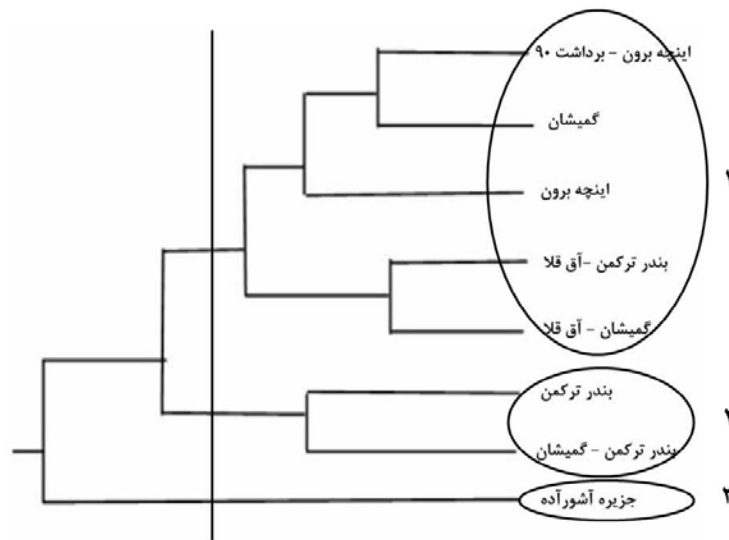 اینچه برون - برداشت ۹۰
گمیشان
اینچه برون
بندر ترکمن -آق قلا
گمیشان - آق قلا
بندر ترکمن
بندر ترکمن - گمیشان
جزیره آشورآده